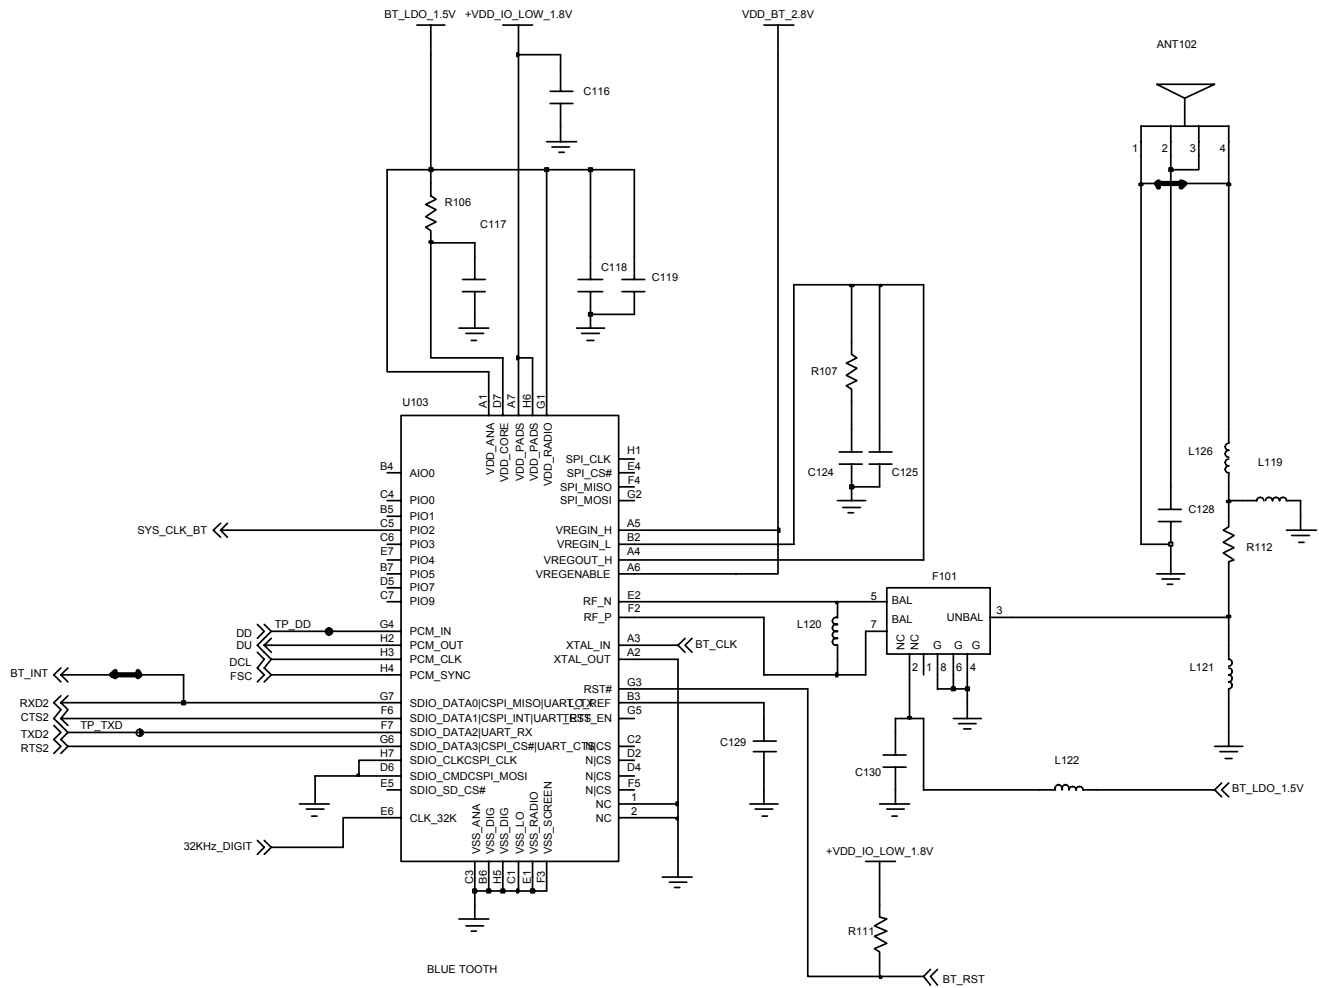 BT_LDO_1.5V +VDD_IO_LOW_1.8V VDD_BT_2.8V
ANT102
C116
1 2 3 4
R106
C117
C118
C119
R107
C124
C125
L126
L119
C128
R112
U103
A1 D7 A7 H6 G1
VDD_ANA
VDD_CORE
VDD_PADS
VDD_PADS
VDD_RADIO
B4 AIO0
C4 PIO0
B5 PIO1
SYS_CLK_BT C5 PIO2
C6 PIO3
E7 PIO4
B7 PIO5
D5 PIO7
C7 PIO9
DD TP_DD G4 PCM_IN
DU H2 PCM_OUT
DCL H3 PCM_CLK
FSC H4 PCM_SYNC
BT_INT
RXD2 G7 SDIO_DATA0|CSPI_MISO|UART_TX
CTS2 F6 SDIO_DATA1|CSPI_INT|UART_RTS
TXD2 TP_TXD F7 SDIO_DATA2|UART_RX
RTS2 G6 SDIO_DATA3|CSPI_CS#|UART_CTS
H7 SDIO_CLKCSPI_CLK
D6 SDIO_CMDCSPI_MOSI
E5 SDIO_SD_CS#
32KHz_DIGIT E6 CLK_32K
SPI_CLK H1
SPI_CS# E4
SPI_MISO F4
SPI_MOSI G2
VREGIN_H A5
VREGIN_L B2
VREGOUT_H A4
VREGENABLE A6
RF_N E2
RF_P F2
XTAL_IN A3 BT_CLK
XTAL_OUT A2
RST# G3
LO_REF B3
TEST_EN G5
N|CS C2
N|CS D2
N|CS D4
N|CS F5
NC 1
NC 2
VSS_ANA
VSS_DIG
VSS_DIG
VSS_LO
VSS_RADIO
VSS_SCREEN
C3 B6 H5 C1 E1 F3
L120
F101
5 BAL
7 BAL
UNBAL 3
NC NC G G G
2 1 8 6 4
L121
C129
C130
L122
BT_LDO_1.5V
+VDD_IO_LOW_1.8V
R111
BT_RST
BLUE TOOTH